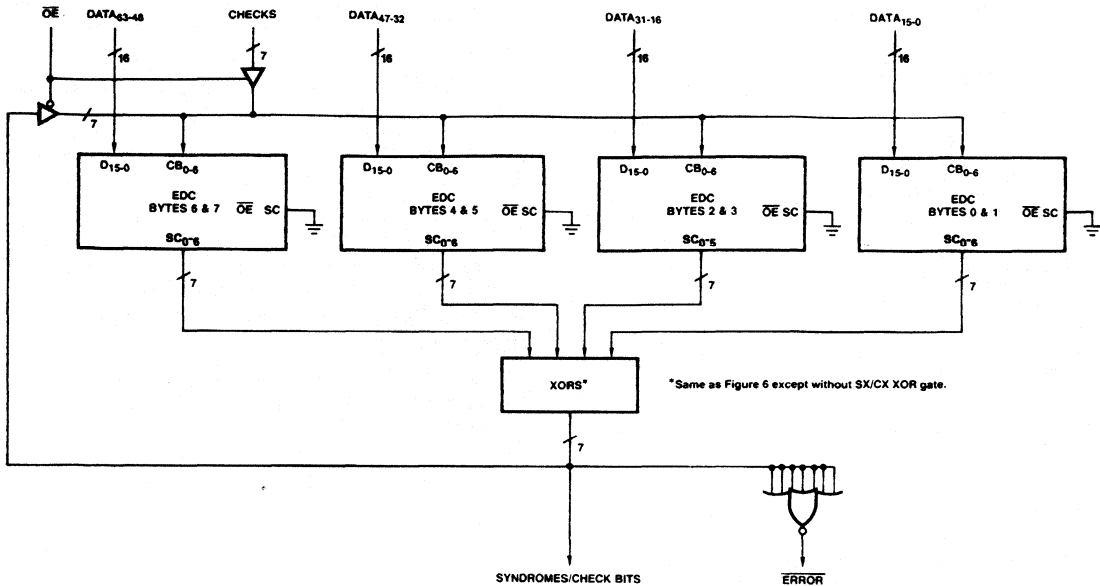 OE DATA63-48 CHECKS DATA47-32 DATA31-16 DATA15-0
16 7 16 16 16
7
D15-0 CB0-6 D15-0 CB0-6 D15-0 CB0-6 D15-0 CB0-6
EDC EDC EDC EDC
BYTES 6 & 7 OE SC BYTES 4 & 5 OE SC BYTES 2 & 3 OE SC BYTES 0 & 1 OE SC
SC0-6 SC0-6 SC0-5 SC0-6
7 7 7 7
XORS* *Same as Figure 6 except without SX/CX XOR gate.
7
SYNDROMES/CHECK BITS ERROR